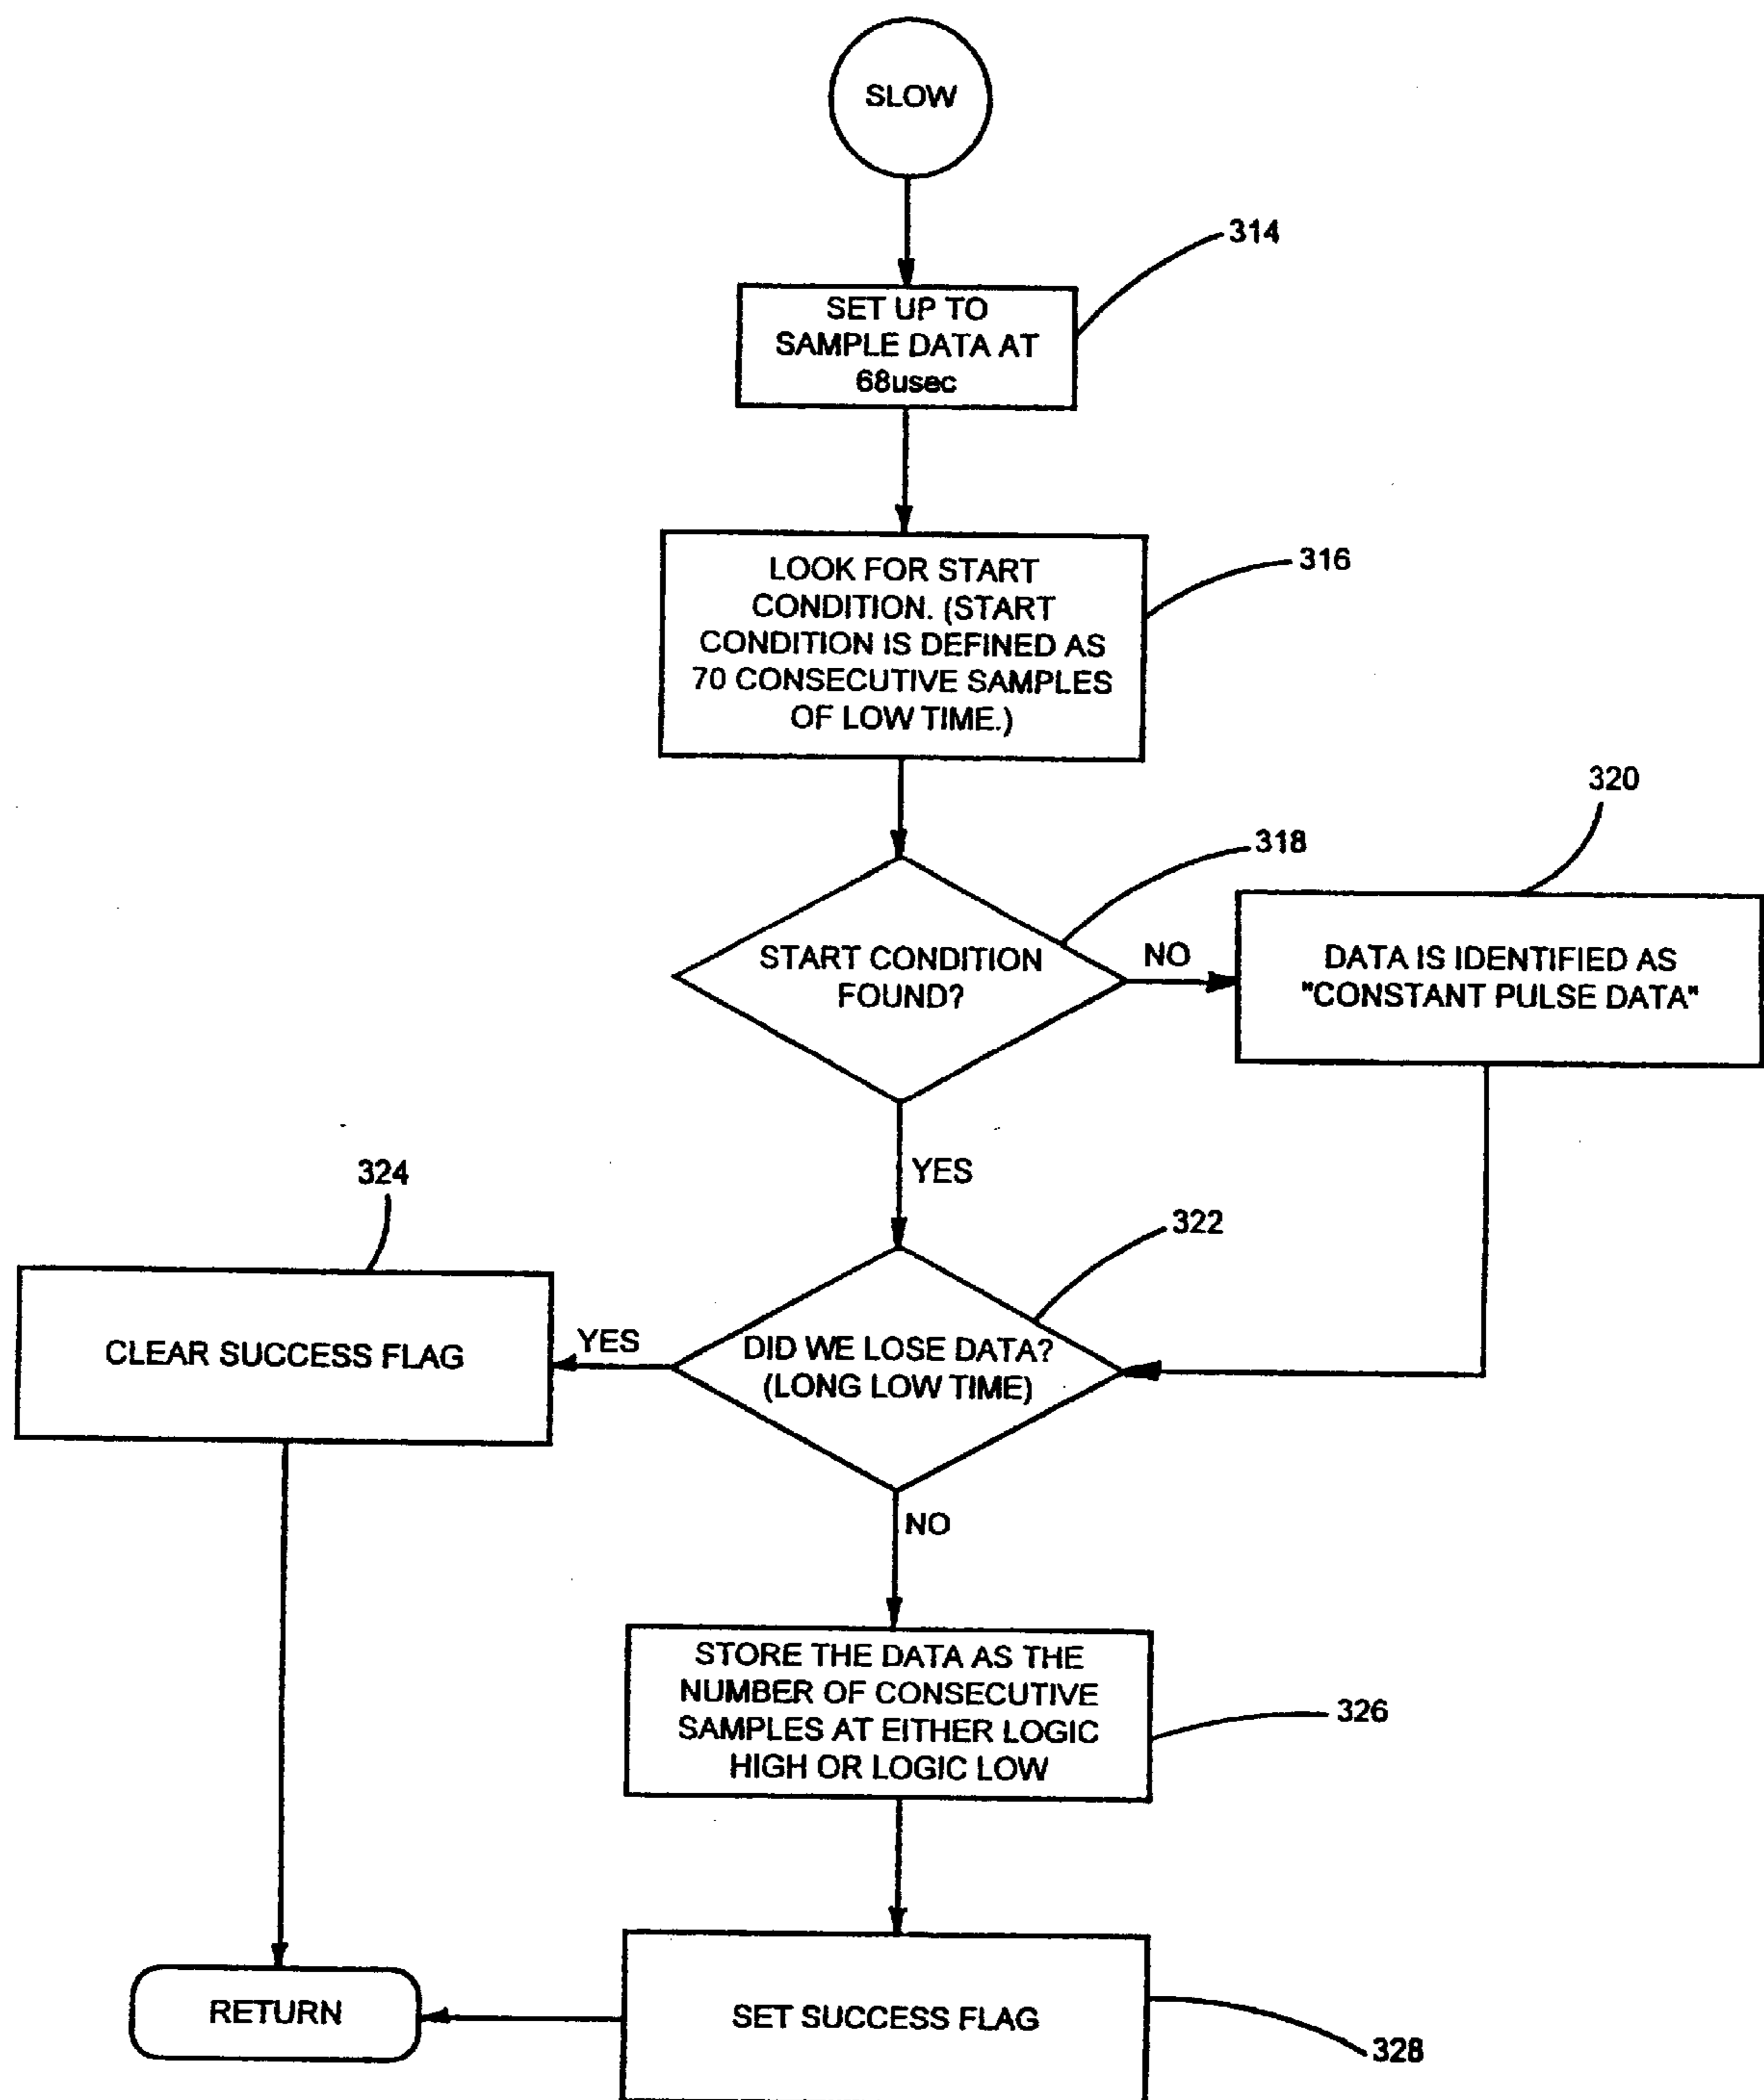 SLOW
314
SET UP TO
SAMPLE DATA AT
68usec
316
LOOK FOR START
CONDITION. (START
CONDITION IS DEFINED AS
70 CONSECUTIVE SAMPLES
OF LOW TIME.)
318
320
START CONDITION
FOUND?
NO
DATA IS IDENTIFIED AS
"CONSTANT PULSE DATA"
YES
322
324
DID WE LOSE DATA?
(LONG LOW TIME)
YES
CLEAR SUCCESS FLAG
NO
STORE THE DATA AS THE
NUMBER OF CONSECUTIVE
SAMPLES AT EITHER LOGIC
HIGH OR LOGIC LOW
326
SET SUCCESS FLAG
328
RETURN